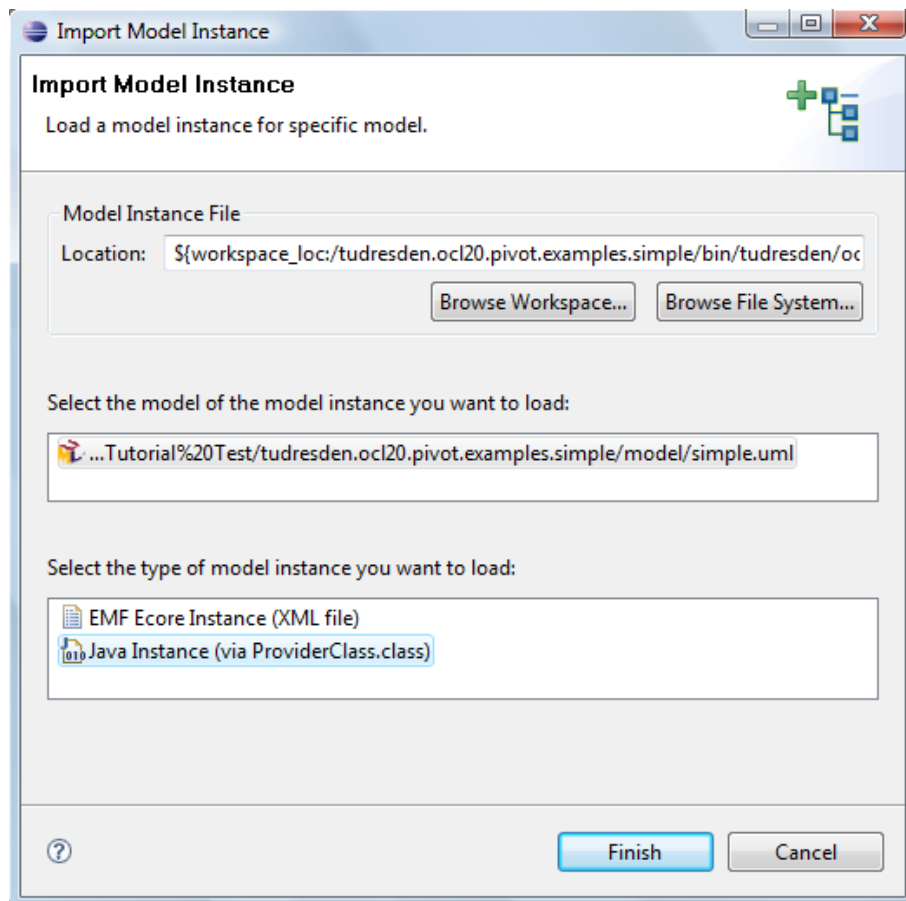 Import Model Instance
Import Model Instance
Load a model instance for specific model.
Model Instance File
Location: ${workspace_loc:/tudresden.ocl20.pivot.examples.simple/bin/tudresden/oc
Browse Workspace... Browse File System...
Select the model of the model instance you want to load:
...Tutorial%20Test/tudresden.ocl20.pivot.examples.simple/model/simple.uml
Select the type of model instance you want to load:
EMF Ecore Instance (XML file)
Java Instance (via ProviderClass.class)
Finish Cancel